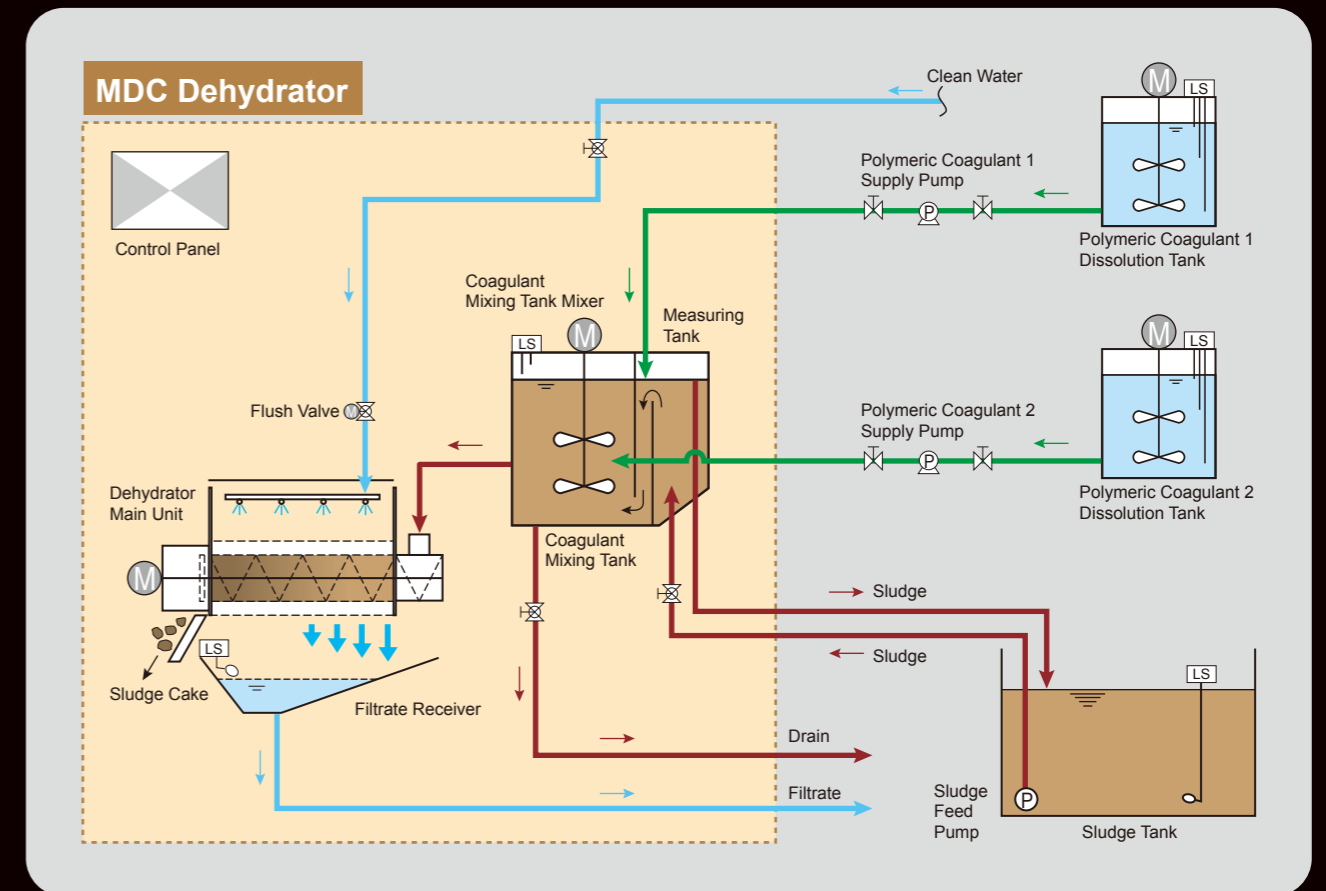 MDC Dehydrator
Clean Water
M
LS
Polymeric Coagulant 1
Supply Pump
P
Polymeric Coagulant 1
Dissolution Tank
Control Panel
Coagulant
Mixing Tank Mixer
Measuring
Tank
LS
M
M
LS
Flush Valve
M
Polymeric Coagulant 2
Supply Pump
P
Polymeric Coagulant 2
Dissolution Tank
Dehydrator
Main Unit
M
Coagulant
Mixing Tank
Sludge
Sludge
LS
LS
Sludge Cake
Filtrate Receiver
Drain
Filtrate
Sludge
Feed
Pump
P
Sludge Tank